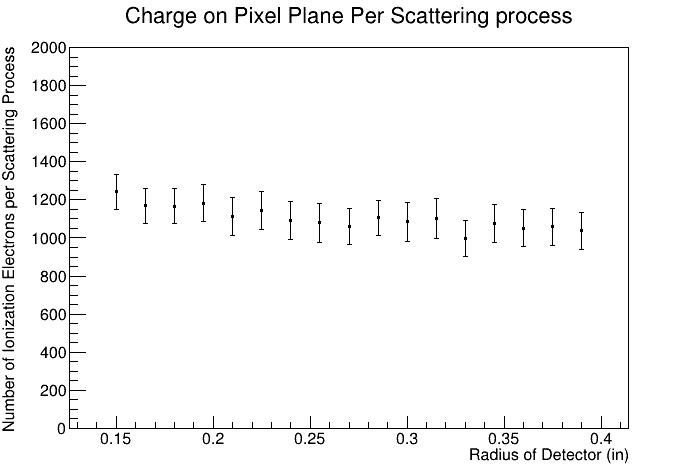 Charge on Pixel Plane Per Scattering process
Number of Ionization Electrons per Scattering Process
2000
1800
1600
1400
1200
1000
800
600
400
200
0
0.15 0.2 0.25 0.3 0.35 0.4
Radius of Detector (in)